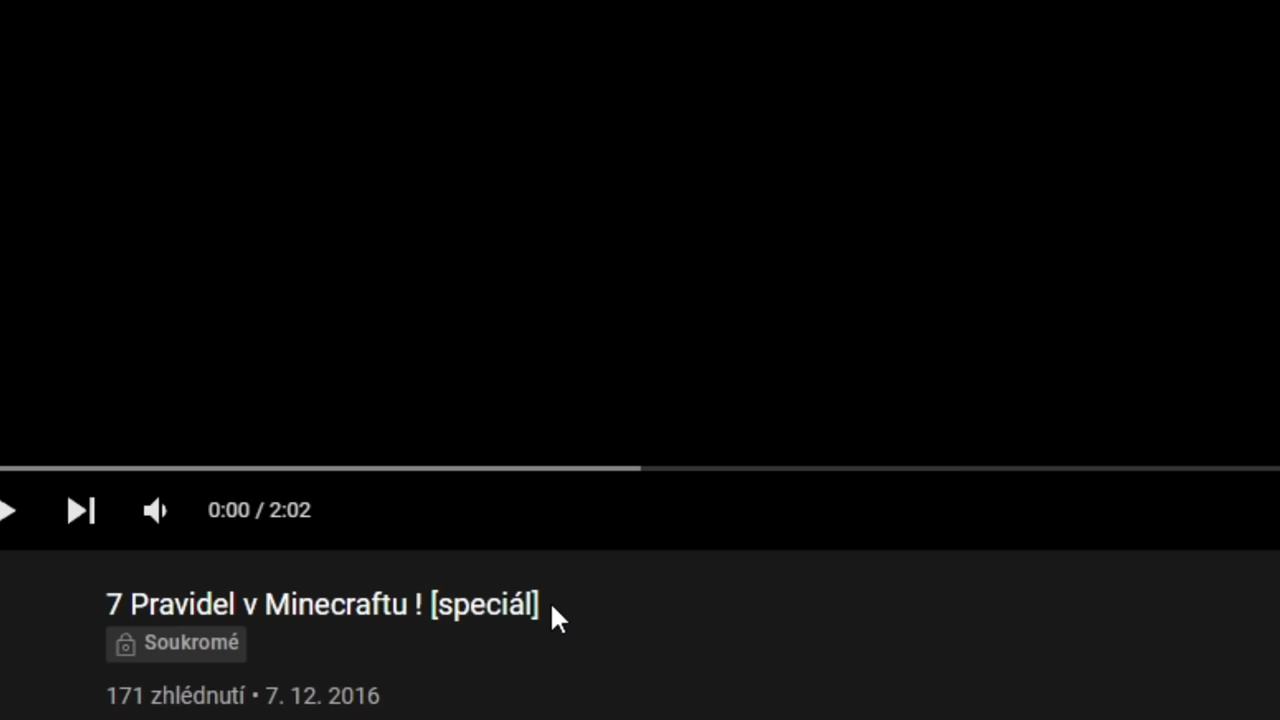 0:00 / 2:02
7 Pravidel v Minecraftu ! [speciál]
Soukromé
171 zhlédnutí • 7. 12. 2016